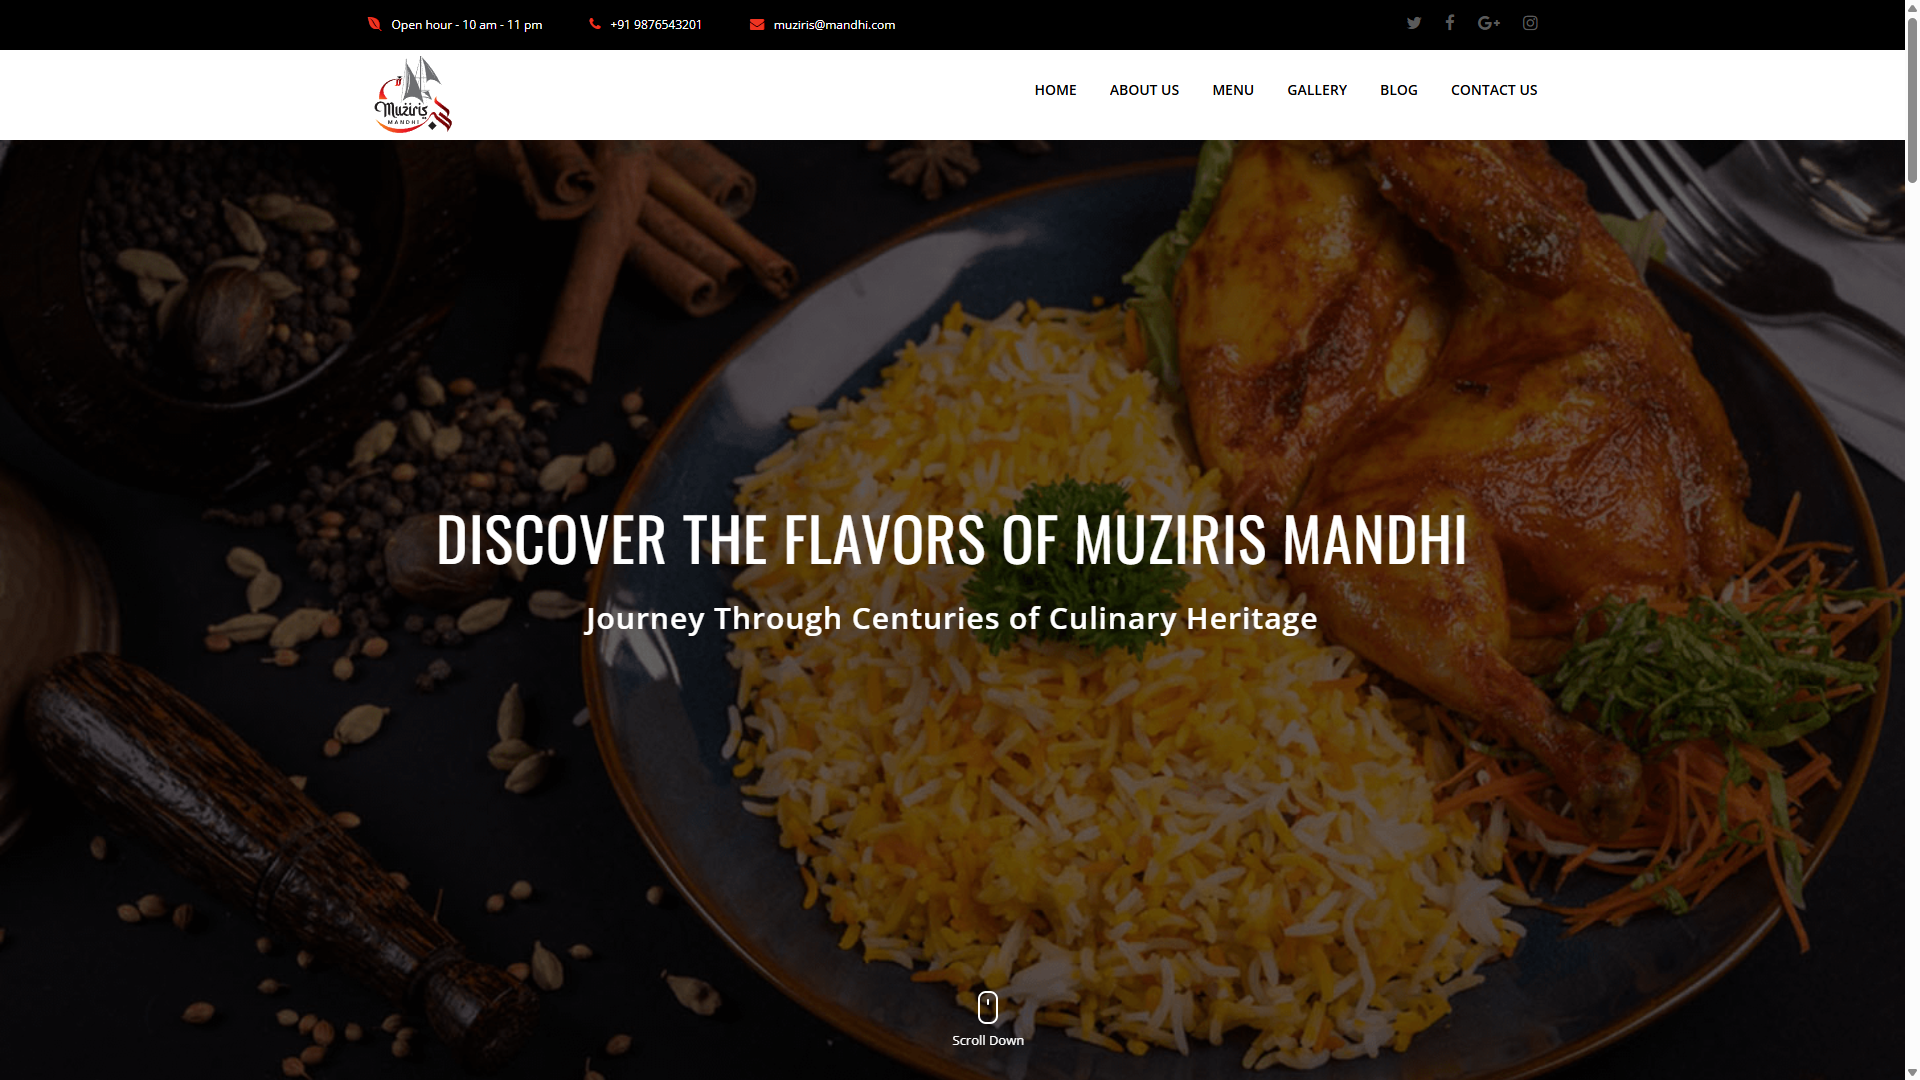 Open hour - 10 am - 11 pm
+91 9876543201
muziris@mandhi.com
Muziris
MANDHI
HOME
ABOUT US
MENU
GALLERY
BLOG
CONTACT US
DISCOVER THE FLAVORS OF MUZIRIS MANDHI
Journey Through Centuries of Culinary Heritage
Scroll Down